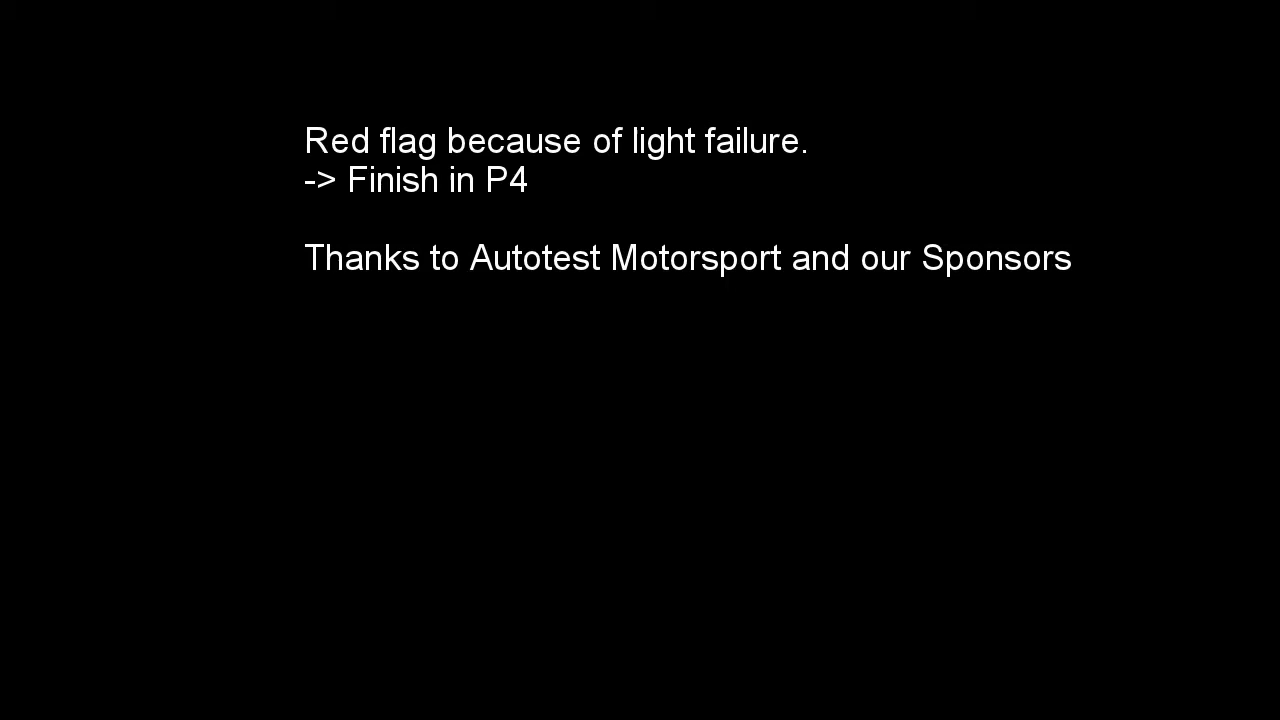 Red flag because of light failure.
-> Finish in P4
Thanks to Autotest Motorsport and our Sponsors